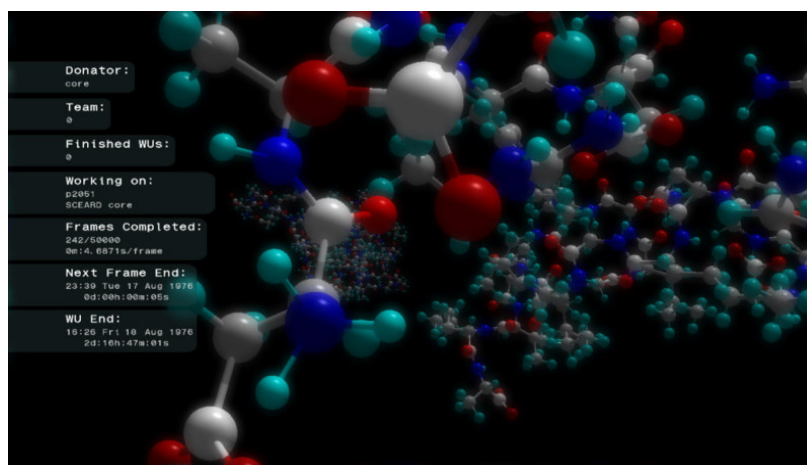 Donator:
core
Team:
0
Finished WUs:
0
Working on:
p2051
SCEARD core
Frames Completed:
242/50000
0m:4.6871s/frame
Next Frame End:
23:39 Tue 17 Aug 1976
0d:00h:00m:05s
WU End:
16:26 Fri 18 Aug 1976
2d:16h:47m:01s